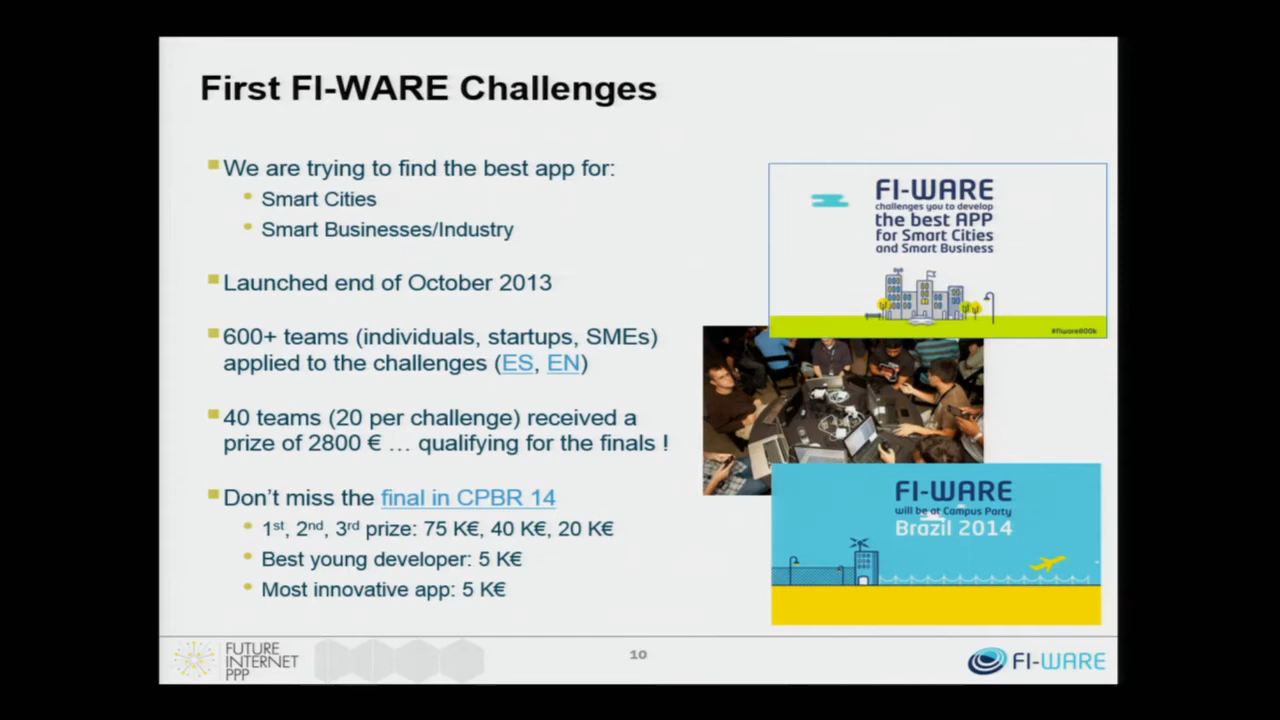 First FI-WARE Challenges
We are trying to find the best app for:
Smart Cities
Smart Businesses/Industry
Launched end of October 2013
600+ teams (individuals, startups, SMEs)
applied to the challenges (ES, EN)
40 teams (20 per challenge) received a
prize of 2800 € … qualifying for the finals !
Don't miss the final in CPBR 14
1st, 2nd, 3rd prize: 75 K€, 40 K€, 20 K€
Best young developer: 5 K€
Most innovative app: 5 K€
FI-WARE
challenges you to develop
the best APP
for Smart Cities
and Smart Business
#fiware800k
FI-WARE
will be at Campus Party
Brazil 2014
FUTURE
INTERNET
PPP
10
FI-WARE